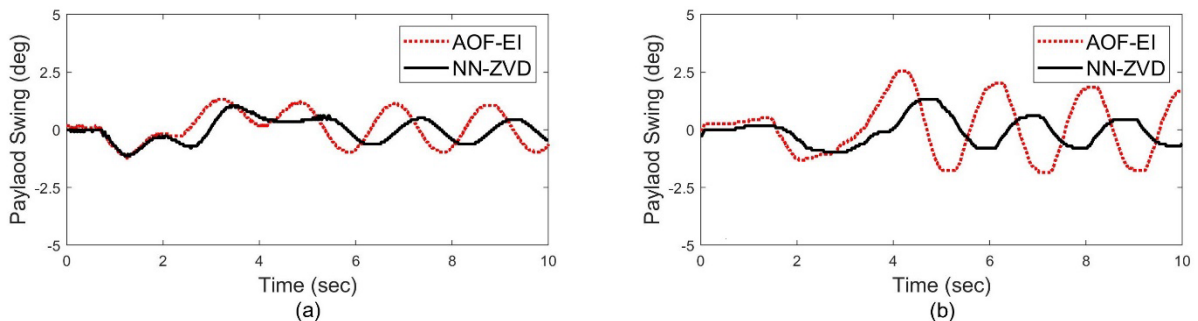 5
2.5
0
-2.5
-5
Paylaod Swing (deg)
AOF-EI
NN-ZVD
0 2 4 6 8 10
Time (sec)
(a)
5
2.5
0
-2.5
-5
Paylaod Swing (deg)
AOF-EI
NN-ZVD
0 2 4 6 8 10
Time (sec)
(b)